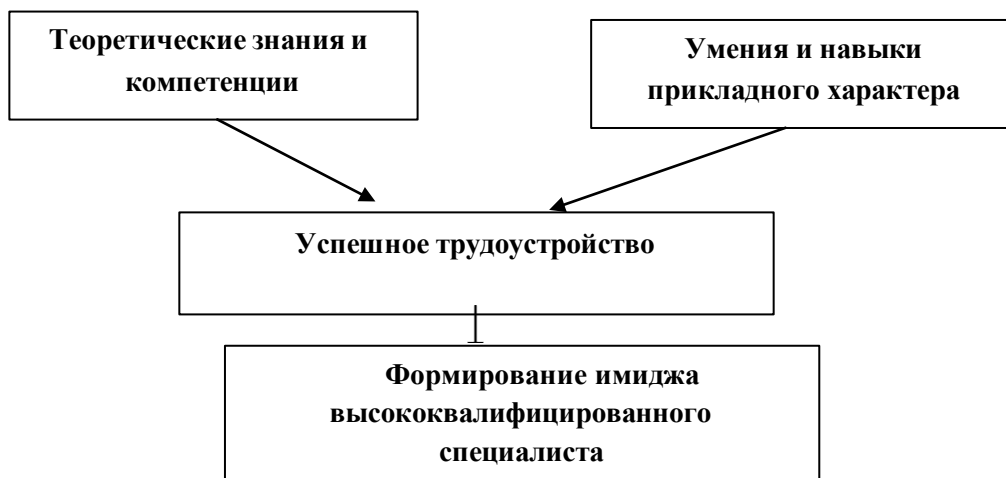 Теоретические знания и
компетенции
Умения и навыки
прикладного характера
Успешное трудоустройство
Формирование имиджа
высококвалифицированного
специалиста